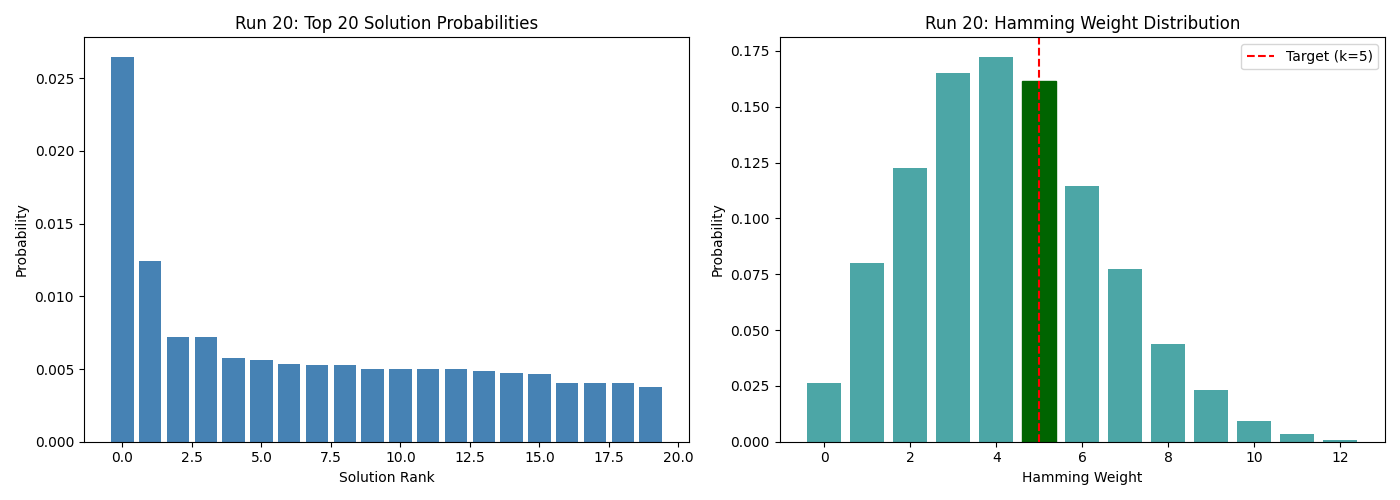 Run 20: Top 20 Solution Probabilities
Probability
0.025
0.020
0.015
0.010
0.005
0.000
0.0 2.5 5.0 7.5 10.0 12.5 15.0 17.5 20.0
Solution Rank
Run 20: Hamming Weight Distribution
Target (k=5)
Probability
0.175
0.150
0.125
0.100
0.075
0.050
0.025
0.000
0 2 4 6 8 10 12
Hamming Weight